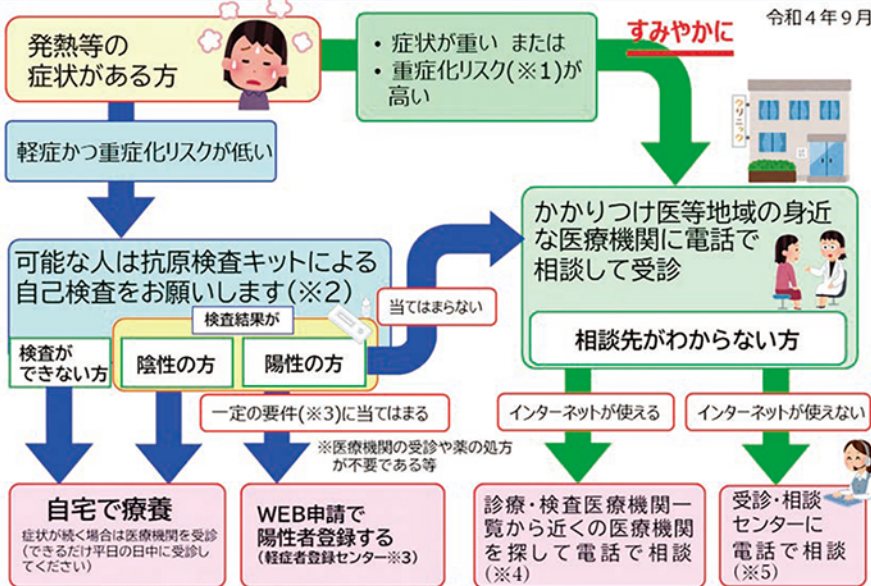 令和4年9月
発熱等の
症状がある方
・症状が重い または
・重症化リスク(※1)が
高い
すみやかに
クリニック
軽症かつ重症化リスクが低い
かかりつけ医等地域の身近
な医療機関に電話で
相談して受診
可能な人は抗原検査キットによる
自己検査をお願いします(※2)
当てはまらない
検査結果が
検査が
できない方
陰性の方
陽性の方
相談先がわからない方
一定の要件(※3)に当てはまる
※医療機関の受診や薬の処方
が不要である等
インターネットが使える
インターネットが使えない
自宅で療養
症状が続く場合は医療機関を受診
(できるだけ平日の日中に受診し
てください)
WEB申請で
陽性者登録する
(軽症者登録センター※3)
診療・検査医療機関一
覧から近くの医療機関
を探して電話で相談
(※4)
受診・相談
センターに
電話で相談
(※5)